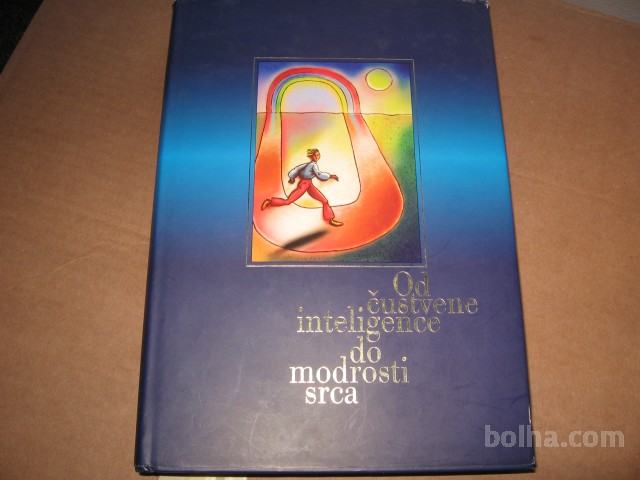 Od
čustvene
inteligence
do
modrosti
srca
bolha.com